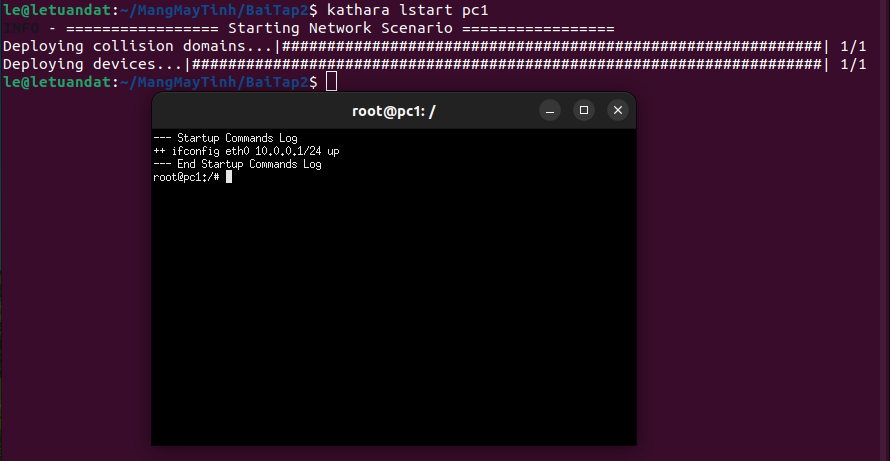 le@letuandat:~/MangMayTinh/BaiTap2$ kathara lstart pc1
INFO - ================= Starting Network Scenario =================
Deploying collision domains...|############################################################| 1/1
Deploying devices...|######################################################################| 1/1
le@letuandat:~/MangMayTinh/BaiTap2$
root@pc1: /
--- Startup Commands Log
++ ifconfig eth0 10.0.0.1/24 up
--- End Startup Commands Log
root@pc1:/#